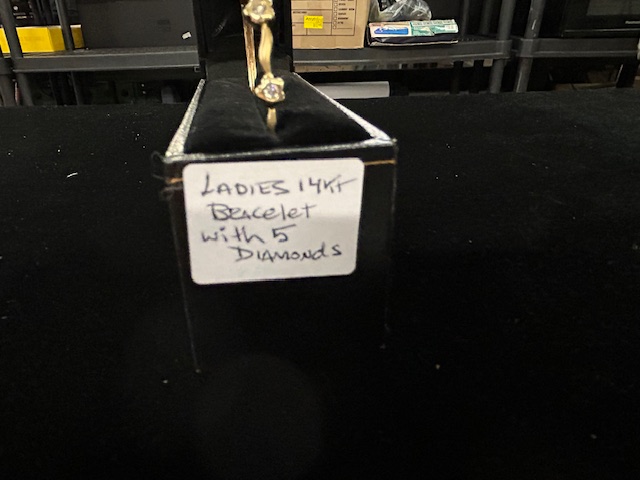 LADIES 14KT
Bracelet
with 5
DIAMONDS